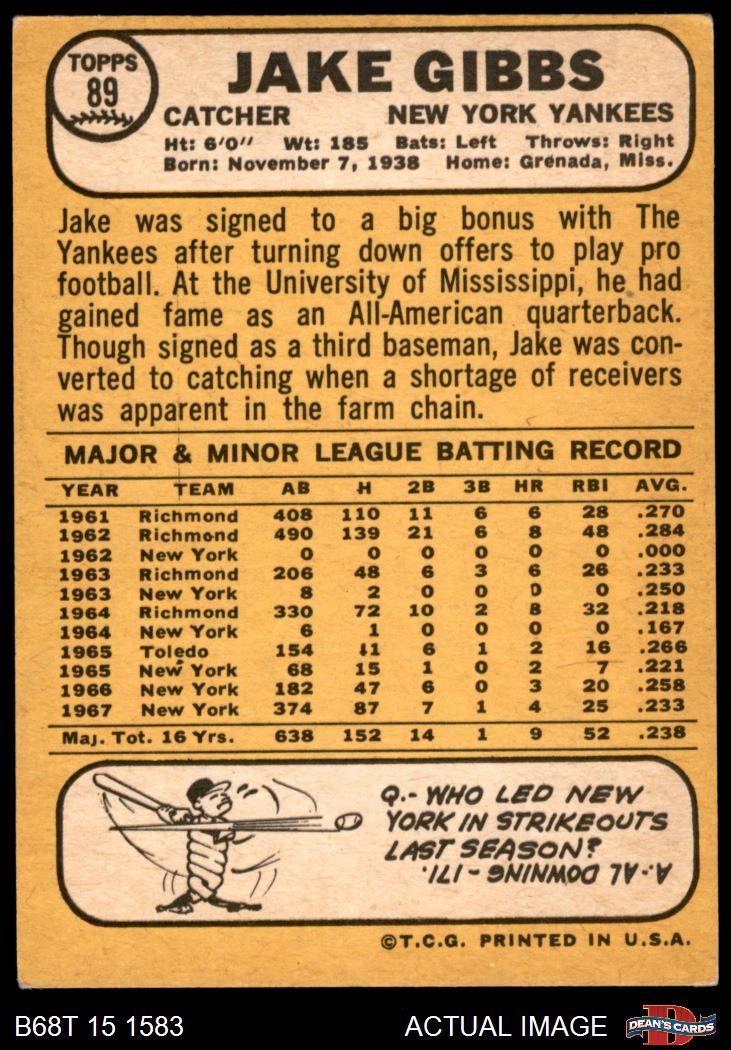 TOPPS
89
JAKE GIBBS
CATCHER NEW YORK YANKEES
Ht: 6'0" Wt: 185 Bats: Left Throws: Right
Born: November 7, 1938 Home: Grenada, Miss.
Jake was signed to a big bonus with The
Yankees after turning down offers to play pro
football. At the University of Mississippi, he had
gained fame as an All-American quarterback.
Though signed as a third baseman, Jake was con-
verted to catching when a shortage of receivers
was apparent in the farm chain.
MAJOR & MINOR LEAGUE BATTING RECORD
YEAR TEAM AB H 2B 3B HR RBI AVG.
1961 Richmond 408 110 11 6 6 28 .270
1962 Richmond 490 139 21 6 8 48 .284
1962 New York 0 0 0 0 0 0 .000
1963 Richmond 206 48 6 3 6 26 .233
1963 New York 8 2 0 0 0 0 .250
1964 Richmond 330 72 10 2 8 32 .218
1964 New York 6 1 0 0 0 0 .167
1965 Toledo 154 41 6 1 2 16 .266
1965 New York 68 15 1 0 2 7 .221
1966 New York 182 47 6 0 3 20 .258
1967 New York 374 87 7 1 4 25 .233
Maj. Tot. 16 Yrs. 638 152 14 1 9 52 .238
Q.- WHO LED NEW
YORK IN STRIKEOUTS
LAST SEASON?
A.- AL DOWNING - 171.
©T.C.G. PRINTED IN U.S.A.
B68T 15 1583 ACTUAL IMAGE
D
DEAN'S CARDS